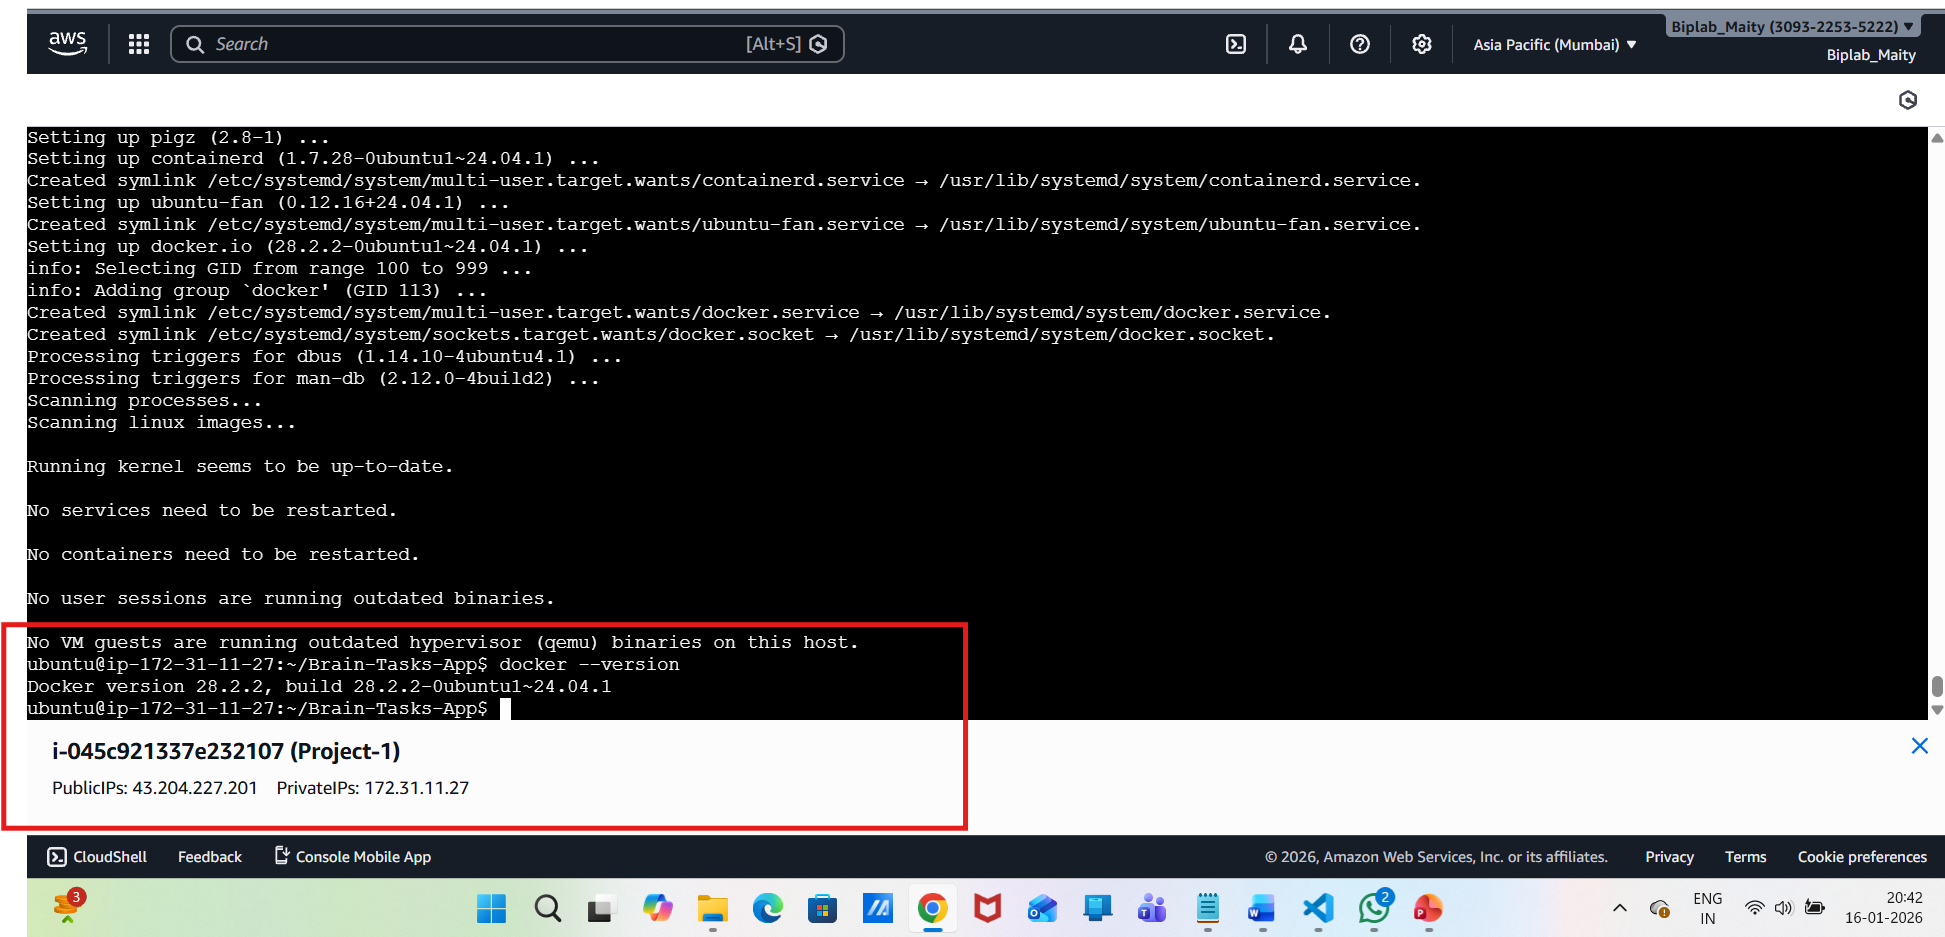 aws
Search
[Alt+S]
Asia Pacific (Mumbai) ▼
Biplab_Maity (3093-2253-5222) ▼
Biplab_Maity
Setting up pigz (2.8-1) ...
Setting up containerd (1.7.28-0ubuntu1~24.04.1) ...
Created symlink /etc/systemd/system/multi-user.target.wants/containerd.service → /usr/lib/systemd/system/containerd.service.
Setting up ubuntu-fan (0.12.16+24.04.1) ...
Created symlink /etc/systemd/system/multi-user.target.wants/ubuntu-fan.service → /usr/lib/systemd/system/ubuntu-fan.service.
Setting up docker.io (28.2.2-0ubuntu1~24.04.1) ...
info: Selecting GID from range 100 to 999 ...
info: Adding group `docker' (GID 113) ...
Created symlink /etc/systemd/system/multi-user.target.wants/docker.service → /usr/lib/systemd/system/docker.service.
Created symlink /etc/systemd/system/sockets.target.wants/docker.socket → /usr/lib/systemd/system/docker.socket.
Processing triggers for dbus (1.14.10-4ubuntu4.1) ...
Processing triggers for man-db (2.12.0-4build2) ...
Scanning processes...
Scanning linux images...
Running kernel seems to be up-to-date.
No services need to be restarted.
No containers need to be restarted.
No user sessions are running outdated binaries.
No VM guests are running outdated hypervisor (qemu) binaries on this host.
ubuntu@ip-172-31-11-27:~/Brain-Tasks-App$ docker --version
Docker version 28.2.2, build 28.2.2-0ubuntu1~24.04.1
ubuntu@ip-172-31-11-27:~/Brain-Tasks-App$
i-045c921337e232107 (Project-1)
PublicIPs: 43.204.227.201 PrivateIPs: 172.31.11.27
CloudShell Feedback Console Mobile App © 2026, Amazon Web Services, Inc. or its affiliates. Privacy Terms Cookie preferences
3
2
ENG
IN
20:42
16-01-2026